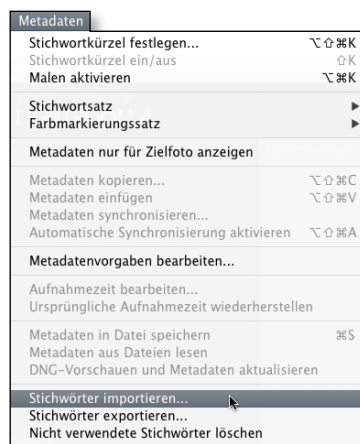 Metadaten
Stichwortkürzel festlegen... ⌥⇧⌘K
Stichwortkürzel ein/aus ⇧K
Malen aktivieren ⌥⌘K
Stichwortsatz ▶
Farbmarkierungssatz ▶
Metadaten nur für Zielfoto anzeigen
Metadaten kopieren... ⌥⇧⌘C
Metadaten einfügen ⌥⇧⌘V
Metadaten synchronisieren...
Automatische Synchronisierung aktivieren ⌥⇧⌘A
Metadatenvorgaben bearbeiten...
Aufnahmezeit bearbeiten...
Ursprüngliche Aufnahmezeit wiederherstellen
Metadaten in Datei speichern ⌘S
Metadaten aus Dateien lesen
DNG-Vorschauen und Metadaten aktualisieren
Stichwörter importieren...
Stichwörter exportieren...
Nicht verwendete Stichwörter löschen